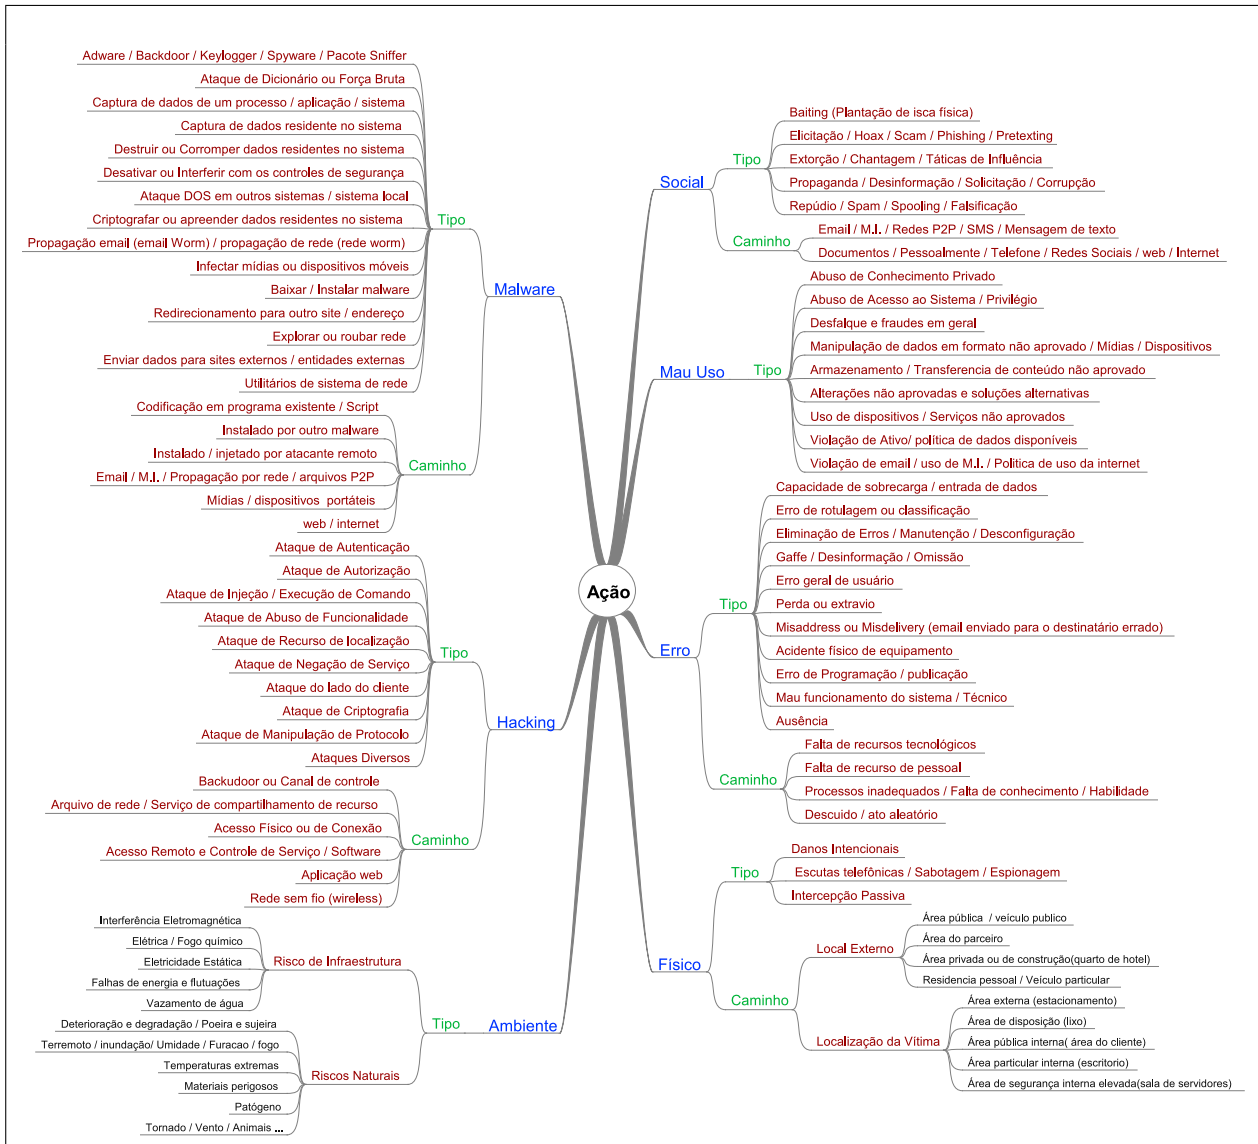 Adware / Backdoor / Keylogger / Spyware / Pacote Sniffer
Ataque de Dicionário ou Força Bruta
Captura de dados de um processo / aplicação / sistema
Captura de dados residente no sistema
Destruir ou Corromper dados residentes no sistema
Desativar ou Interferir com os controles de segurança
Ataque DOS em outros sistemas / sistema local
Criptografar ou apreender dados residentes no sistema
Propagação email (email Worm) / propagação de rede (rede worm)
Infectar mídias ou dispositivos móveis
Baixar / Instalar malware
Redirecionamento para outro site / endereço
Explorar ou roubar rede
Enviar dados para sites externos / entidades externas
Utilitários de sistema de rede
Tipo
Malware
Codificação em programa existente / Script
Instalado por outro malware
Instalado / injetado por atacante remoto
Email / M.I. / Propagação por rede / arquivos P2P
Mídias / dispositivos portáteis
web / internet
Caminho
Ataque de Autenticação
Ataque de Autorização
Ataque de Injeção / Execução de Comando
Ataque de Abuso de Funcionalidade
Ataque de Recurso de localização
Ataque de Negação de Serviço
Ataque do lado do cliente
Ataque de Criptografia
Ataque de Manipulação de Protocolo
Ataques Diversos
Tipo
Hacking
Backudoor ou Canal de controle
Arquivo de rede / Serviço de compartilhamento de recurso
Acesso Físico ou de Conexão
Acesso Remoto e Controle de Serviço / Software
Aplicação web
Rede sem fio (wireless)
Caminho
Interferência Eletromagnética
Elétrica / Fogo químico
Eletricidade Estática
Falhas de energia e flutuações
Vazamento de água
Risco de Infraestrutura
Deterioração e degradação / Poeira e sujeira
Terremoto / inundação/ Umidade / Furacao / fogo
Temperaturas extremas
Materiais perigosos
Patógeno
Tornado / Vento / Animais ...
Riscos Naturais
Tipo
Ambiente
Ação
Social
Tipo
Baiting (Plantação de isca física)
Elicitação / Hoax / Scam / Phishing / Pretexting
Extorção / Chantagem / Táticas de Influência
Propaganda / Desinformação / Solicitação / Corrupção
Repúdio / Spam / Spooling / Falsificação
Caminho
Email / M.I. / Redes P2P / SMS / Mensagem de texto
Documentos / Pessoalmente / Telefone / Redes Sociais / web / Internet
Mau Uso
Tipo
Abuso de Conhecimento Privado
Abuso de Acesso ao Sistema / Privilégio
Desfalque e fraudes em geral
Manipulação de dados em formato não aprovado / Mídias / Dispositivos
Armazenamento / Transferencia de conteúdo não aprovado
Alterações não aprovadas e soluções alternativas
Uso de dispositivos / Serviços não aprovados
Violação de Ativo/ política de dados disponíveis
Violação de email / uso de M.I. / Politica de uso da internet
Erro
Tipo
Capacidade de sobrecarga / entrada de dados
Erro de rotulagem ou classificação
Eliminação de Erros / Manutenção / Desconfiguração
Gaffe / Desinformação / Omissão
Erro geral de usuário
Perda ou extravio
Misaddress ou Misdelivery (email enviado para o destinatário errado)
Acidente físico de equipamento
Erro de Programação / publicação
Mau funcionamento do sistema / Técnico
Ausência
Caminho
Falta de recursos tecnológicos
Falta de recurso de pessoal
Processos inadequados / Falta de conhecimento / Habilidade
Descuido / ato aleatório
Físico
Tipo
Danos Intencionais
Escutas telefônicas / Sabotagem / Espionagem
Intercepção Passiva
Caminho
Local Externo
Área pública / veículo publico
Área do parceiro
Área privada ou de construção(quarto de hotel)
Residencia pessoal / Veículo particular
Localização da Vítima
Área externa (estacionamento)
Área de disposição (lixo)
Área pública interna( área do cliente)
Área particular interna (escritorio)
Área de segurança interna elevada(sala de servidores)